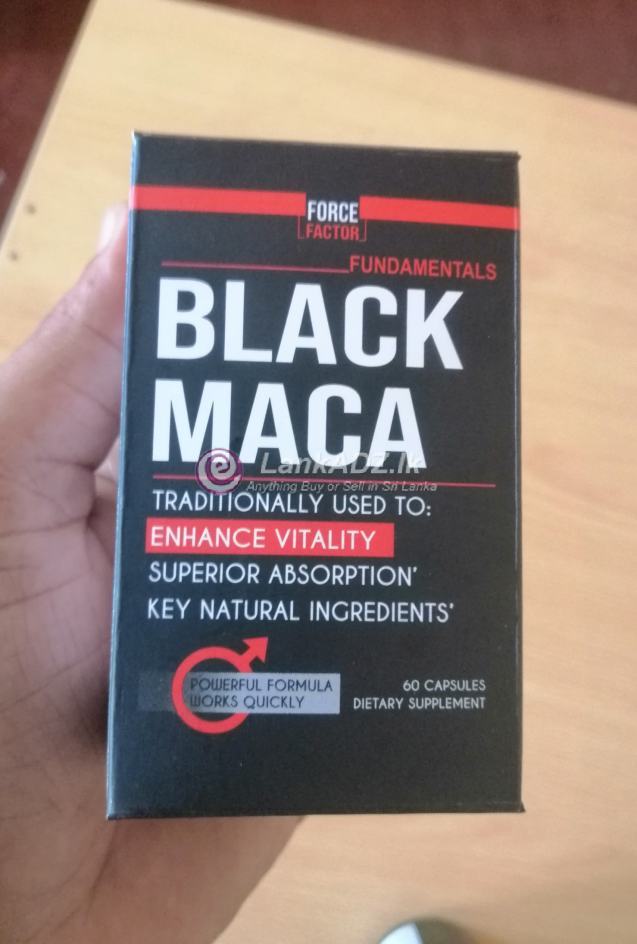 FORCE
FACTOR
FUNDAMENTALS
BLACK
MACA
LankADZ.lk
Anything Buy or Sell in Sri Lanka
TRADITIONALLY USED TO:
ENHANCE VITALITY
SUPERIOR ABSORPTION'
KEY NATURAL INGREDIENTS'
POWERFUL FORMULA
WORKS QUICKLY
60 CAPSULES
DIETARY SUPPLEMENT